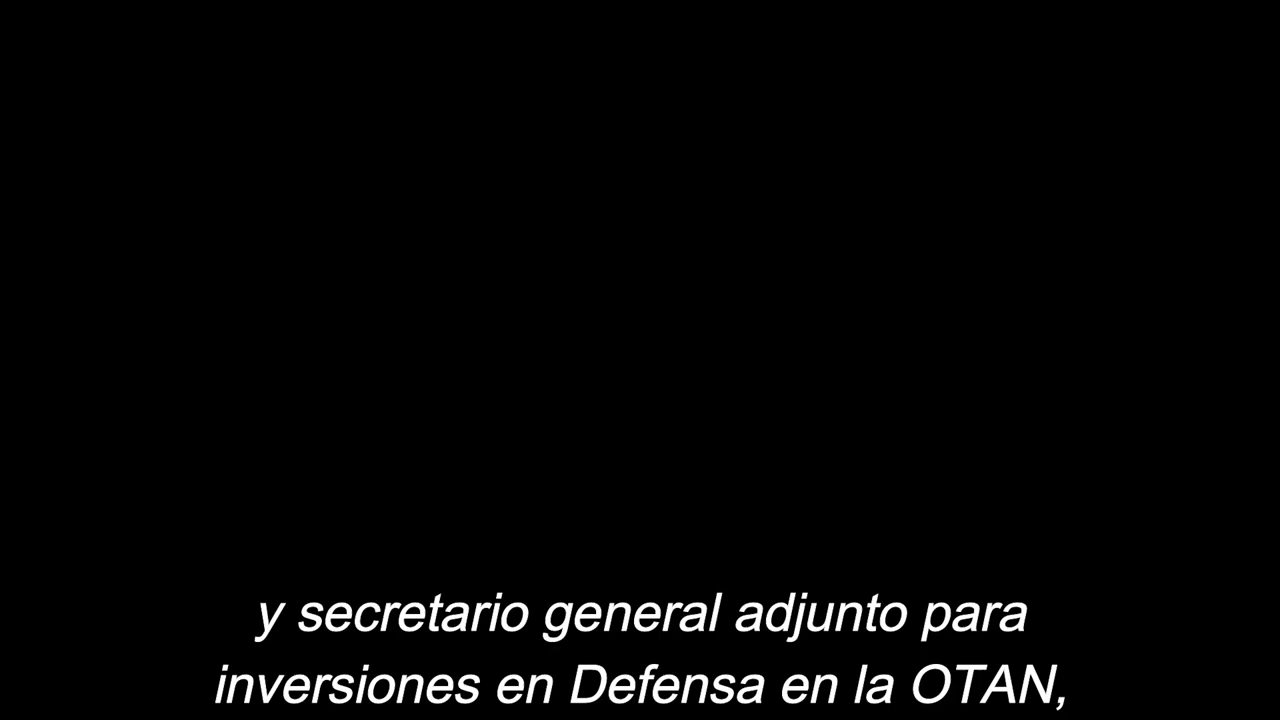 y secretario general adjunto para
inversiones en Defensa en la OTAN,